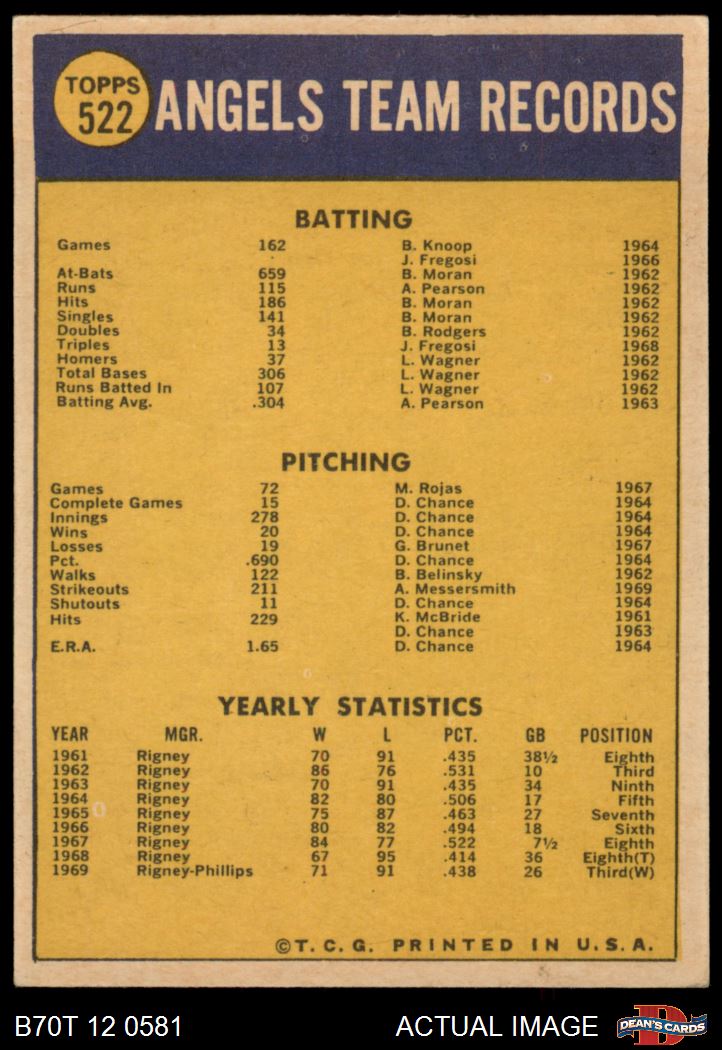 TOPPS
522
ANGELS TEAM RECORDS
BATTING
Games 162 B. Knoop 1964
J. Fregosi 1966
At-Bats 659 B. Moran 1962
Runs 115 A. Pearson 1962
Hits 186 B. Moran 1962
Singles 141 B. Moran 1962
Doubles 34 B. Rodgers 1962
Triples 13 J. Fregosi 1968
Homers 37 L. Wagner 1962
Total Bases 306 L. Wagner 1962
Runs Batted In 107 L. Wagner 1962
Batting Avg. .304 A. Pearson 1963
PITCHING
Games 72 M. Rojas 1967
Complete Games 15 D. Chance 1964
Innings 278 D. Chance 1964
Wins 20 D. Chance 1964
Losses 19 G. Brunet 1967
Pct. .690 D. Chance 1964
Walks 122 B. Belinsky 1962
Strikeouts 211 A. Messersmith 1969
Shutouts 11 D. Chance 1964
Hits 229 K. McBride 1961
D. Chance 1963
E.R.A. 1.65 D. Chance 1964
YEARLY STATISTICS
YEAR MGR. W L PCT. GB POSITION
1961 Rigney 70 91 .435 38½ Eighth
1962 Rigney 86 76 .531 10 Third
1963 Rigney 70 91 .435 34 Ninth
1964 Rigney 82 80 .506 17 Fifth
1965 Rigney 75 87 .463 27 Seventh
1966 Rigney 80 82 .494 18 Sixth
1967 Rigney 84 77 .522 7½ Eighth
1968 Rigney 67 95 .414 36 Eighth(T)
1969 Rigney-Phillips 71 91 .438 26 Third(W)
©T. C. G. PRINTED IN U.S.A.
B70T 12 0581 ACTUAL IMAGE
D
DEAN'S CARDS